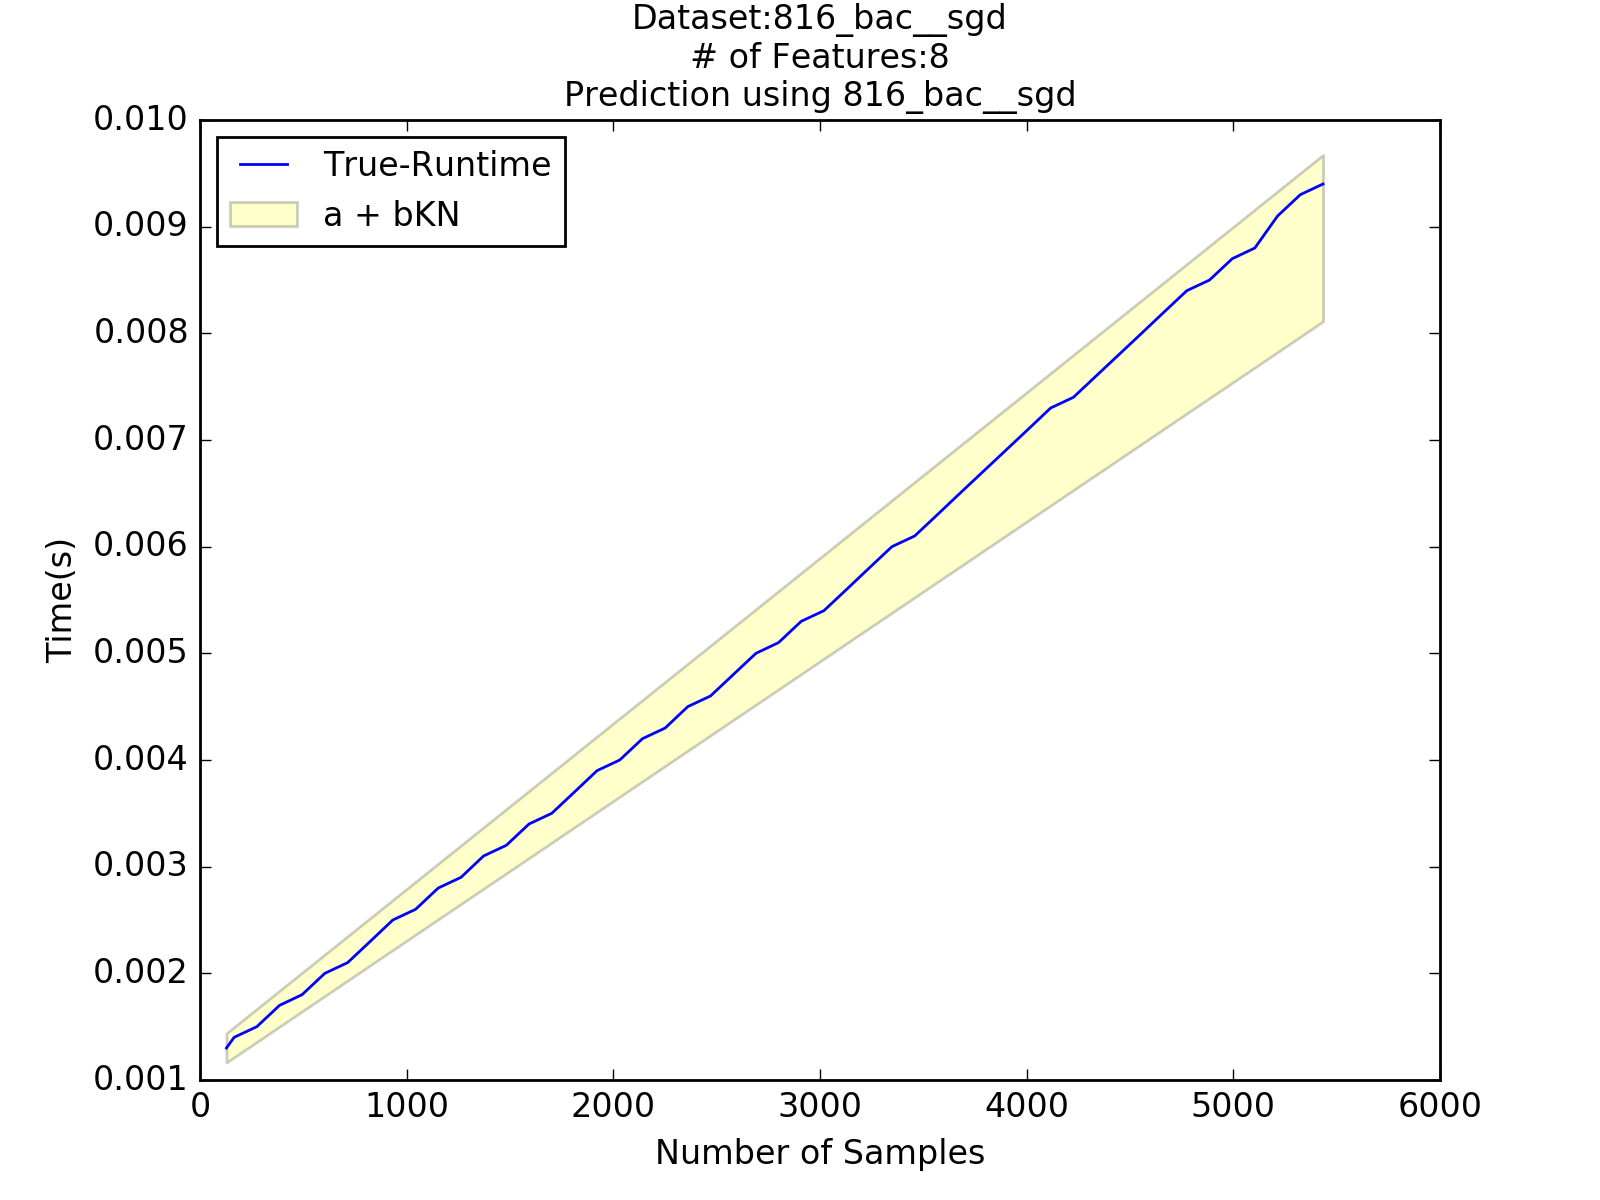 Dataset:816_bac__sgd
# of Features:8
Prediction using 816_bac__sgd
True-Runtime
a + bKN
0.010
0.009
0.008
0.007
0.006
0.005
0.004
0.003
0.002
0.001
Time(s)
0 1000 2000 3000 4000 5000 6000
Number of Samples